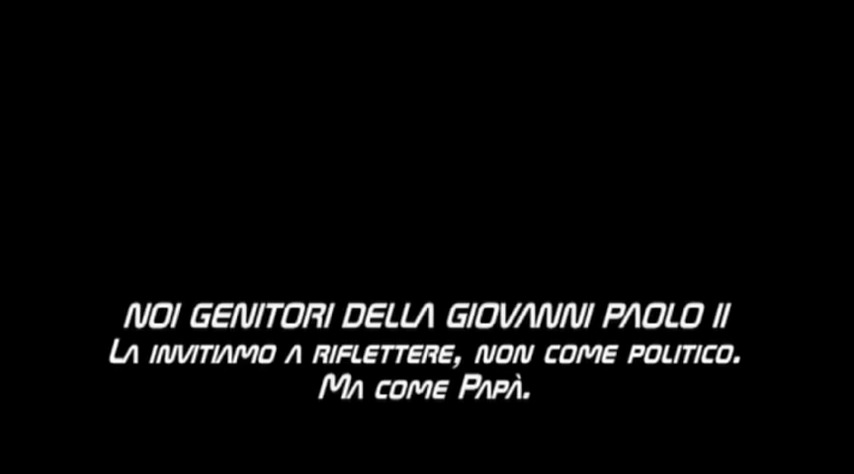 NOI GENITORI DELLA GIOVANNI PAOLO II
La invitiamo a riflettere, non come politico.
Ma come Papà.